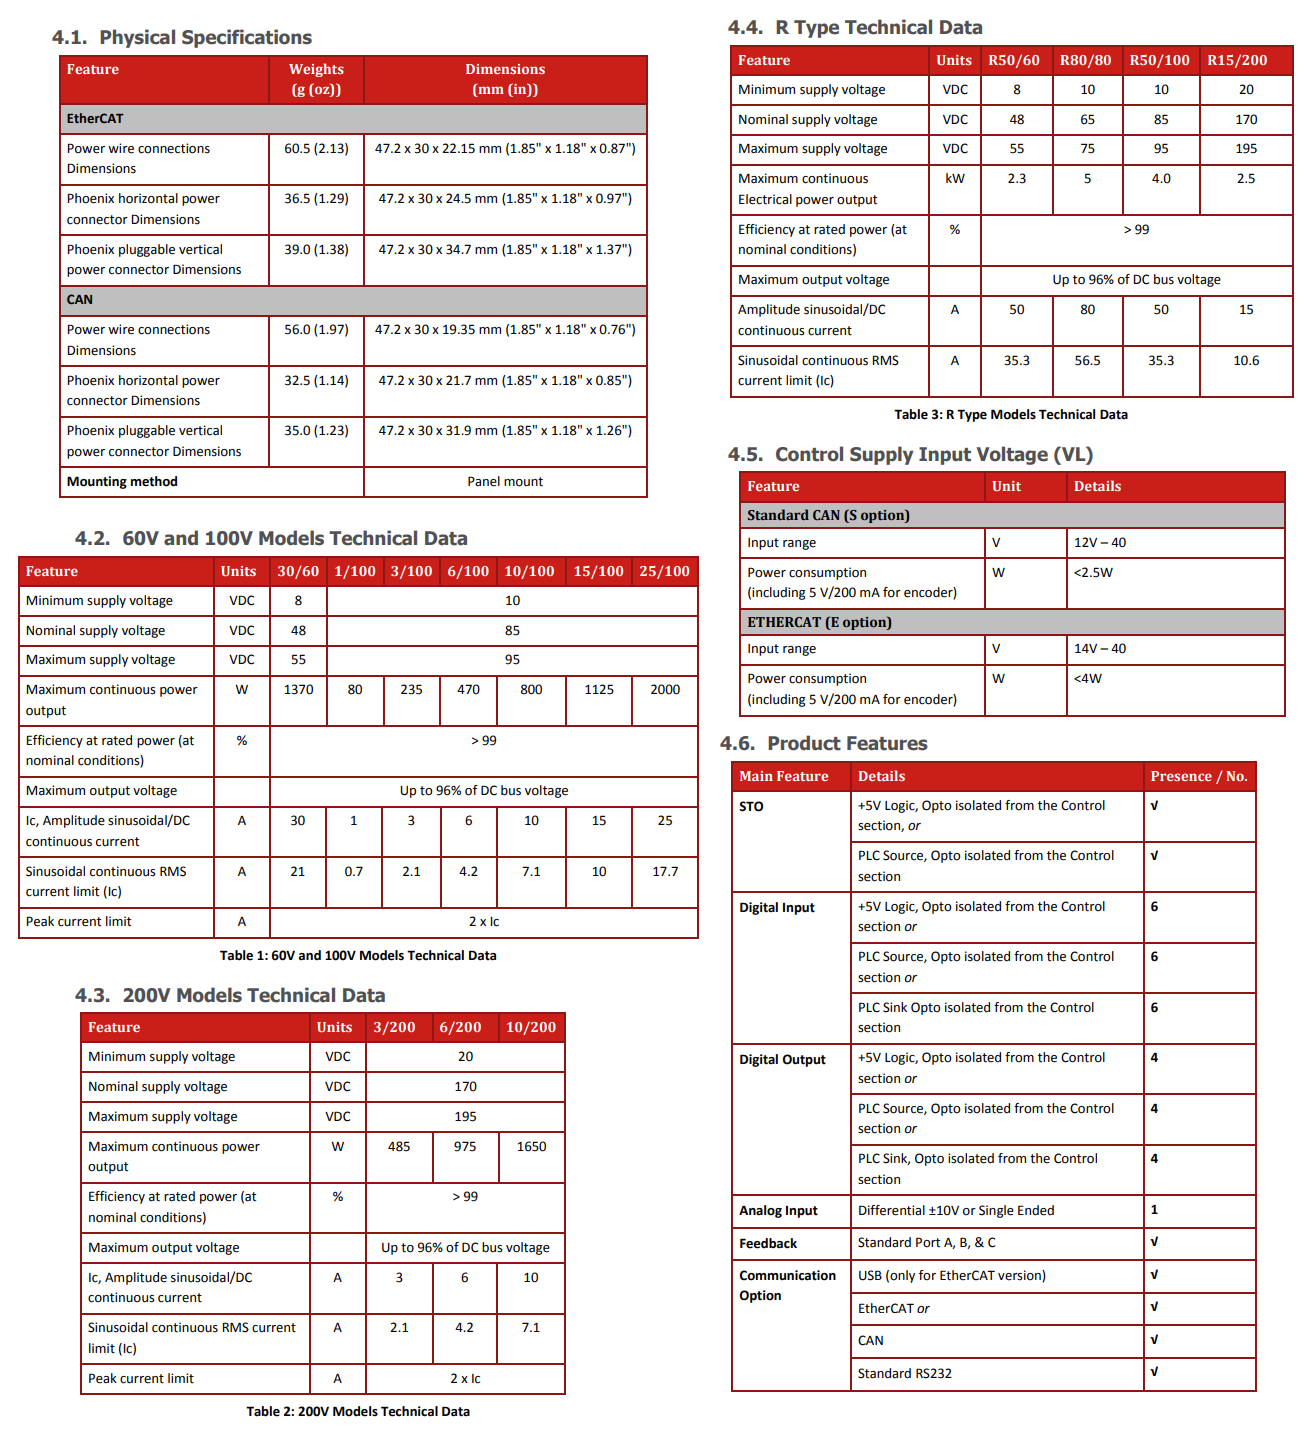 4.1. Physical Specifications
Feature Weights (g (oz)) Dimensions (mm (in))
EtherCAT
Power wire connections Dimensions 60.5 (2.13) 47.2 x 30 x 22.15 mm (1.85" x 1.18" x 0.87")
Phoenix horizontal power connector Dimensions 36.5 (1.29) 47.2 x 30 x 24.5 mm (1.85" x 1.18" x 0.97")
Phoenix pluggable vertical power connector Dimensions 39.0 (1.38) 47.2 x 30 x 34.7 mm (1.85" x 1.18" x 1.37")
CAN
Power wire connections Dimensions 56.0 (1.97) 47.2 x 30 x 19.35 mm (1.85" x 1.18" x 0.76")
Phoenix horizontal power connector Dimensions 32.5 (1.14) 47.2 x 30 x 21.7 mm (1.85" x 1.18" x 0.85")
Phoenix pluggable vertical power connector Dimensions 35.0 (1.23) 47.2 x 30 x 31.9 mm (1.85" x 1.18" x 1.26")
Mounting method Panel mount
4.2. 60V and 100V Models Technical Data
Feature Units 30/60 1/100 3/100 6/100 10/100 15/100 25/100
Minimum supply voltage VDC 8 10
Nominal supply voltage VDC 48 85
Maximum supply voltage VDC 55 95
Maximum continuous power output W 1370 80 235 470 800 1125 2000
Efficiency at rated power (at nominal conditions) % > 99
Maximum output voltage Up to 96% of DC bus voltage
Ic, Amplitude sinusoidal/DC continuous current A 30 1 3 6 10 15 25
Sinusoidal continuous RMS current limit (Ic) A 21 0.7 2.1 4.2 7.1 10 17.7
Peak current limit A 2 x Ic
Table 1: 60V and 100V Models Technical Data
4.3. 200V Models Technical Data
Feature Units 3/200 6/200 10/200
Minimum supply voltage VDC 20
Nominal supply voltage VDC 170
Maximum supply voltage VDC 195
Maximum continuous power output W 485 975 1650
Efficiency at rated power (at nominal conditions) % > 99
Maximum output voltage Up to 96% of DC bus voltage
Ic, Amplitude sinusoidal/DC continuous current A 3 6 10
Sinusoidal continuous RMS current limit (Ic) A 2.1 4.2 7.1
Peak current limit A 2 x Ic
Table 2: 200V Models Technical Data
4.4. R Type Technical Data
Feature Units R50/60 R80/80 R50/100 R15/200
Minimum supply voltage VDC 8 10 10 20
Nominal supply voltage VDC 48 65 85 170
Maximum supply voltage VDC 55 75 95 195
Maximum continuous Electrical power output kW 2.3 5 4.0 2.5
Efficiency at rated power (at nominal conditions) % > 99
Maximum output voltage Up to 96% of DC bus voltage
Amplitude sinusoidal/DC continuous current A 50 80 50 15
Sinusoidal continuous RMS current limit (Ic) A 35.3 56.5 35.3 10.6
Table 3: R Type Models Technical Data
4.5. Control Supply Input Voltage (VL)
Feature Unit Details
Standard CAN (S option)
Input range V 12V – 40
Power consumption (including 5 V/200 mA for encoder) W <2.5W
ETHERCAT (E option)
Input range V 14V – 40
Power consumption (including 5 V/200 mA for encoder) W <4W
4.6. Product Features
Main Feature Details Presence / No.
STO +5V Logic, Opto isolated from the Control section, or √
PLC Source, Opto isolated from the Control section √
Digital Input +5V Logic, Opto isolated from the Control section or 6
PLC Source, Opto isolated from the Control section or 6
PLC Sink Opto isolated from the Control section 6
Digital Output +5V Logic, Opto isolated from the Control section or 4
PLC Source, Opto isolated from the Control section or 4
PLC Sink, Opto isolated from the Control section 4
Analog Input Differential ±10V or Single Ended 1
Feedback Standard Port A, B, & C √
Communication Option USB (only for EtherCAT version) √
EtherCAT or √
CAN √
Standard RS232 √